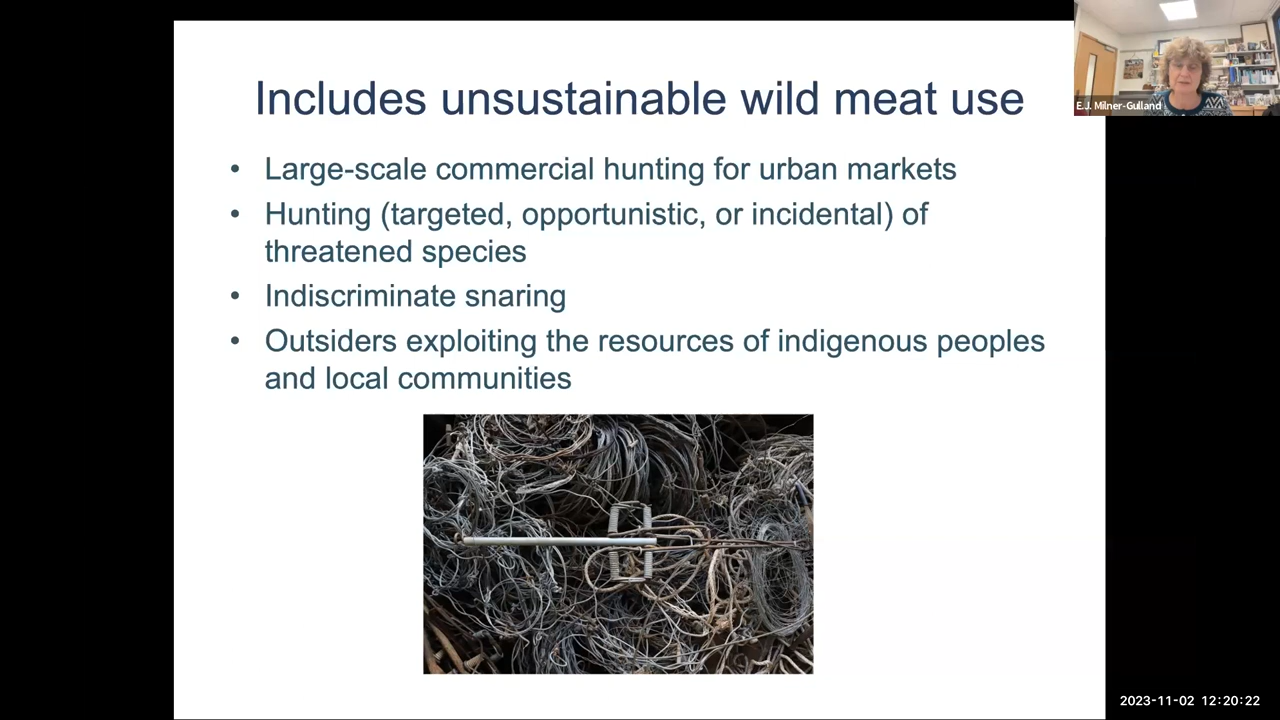 Includes unsustainable wild meat use
• Large-scale commercial hunting for urban markets
• Hunting (targeted, opportunistic, or incidental) of
threatened species
• Indiscriminate snaring
• Outsiders exploiting the resources of indigenous peoples
and local communities
E.J. Milner-Gulland
2023-11-02 12:20:22